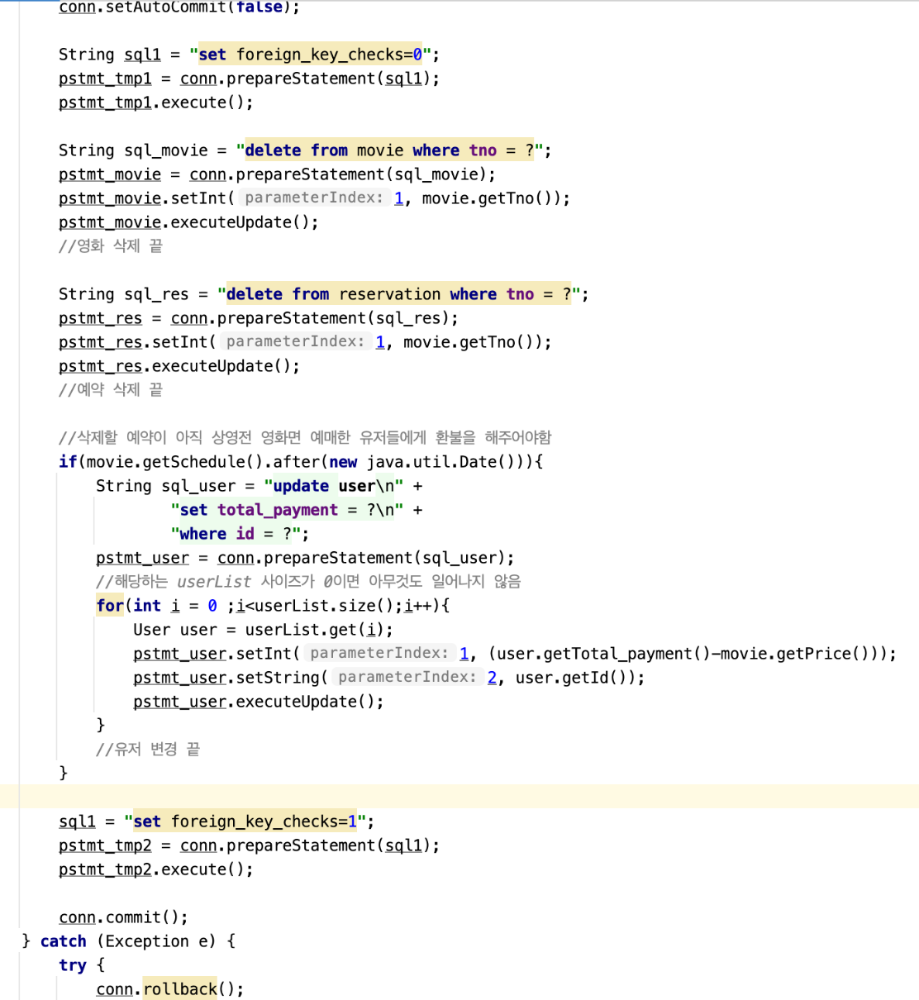 conn.setAutoCommit(false);
String sql1 = "set foreign_key_checks=0";
pstmt_tmp1 = conn.prepareStatement(sql1);
pstmt_tmp1.execute();
String sql_movie = "delete from movie where tno = ?";
pstmt_movie = conn.prepareStatement(sql_movie);
pstmt_movie.setInt( parameterIndex: 1, movie.getTno());
pstmt_movie.executeUpdate();
//영화 삭제 끝
String sql_res = "delete from reservation where tno = ?";
pstmt_res = conn.prepareStatement(sql_res);
pstmt_res.setInt( parameterIndex: 1, movie.getTno());
pstmt_res.executeUpdate();
//예약 삭제 끝
//삭제할 예약이 아직 상영전 영화면 예매한 유저들에게 환불을 해주어야함
if(movie.getSchedule().after(new java.util.Date())){
String sql_user = "update user\n" +
"set total_payment = ?\n" +
"where id = ?";
pstmt_user = conn.prepareStatement(sql_user);
//해당하는 userList 사이즈가 0이면 아무것도 일어나지 않음
for(int i = 0 ;i<userList.size();i++){
User user = userList.get(i);
pstmt_user.setInt( parameterIndex: 1, (user.getTotal_payment()-movie.getPrice()));
pstmt_user.setString( parameterIndex: 2, user.getId());
pstmt_user.executeUpdate();
}
//유저 변경 끝
}
sql1 = "set foreign_key_checks=1";
pstmt_tmp2 = conn.prepareStatement(sql1);
pstmt_tmp2.execute();
conn.commit();
} catch (Exception e) {
try {
conn.rollback();